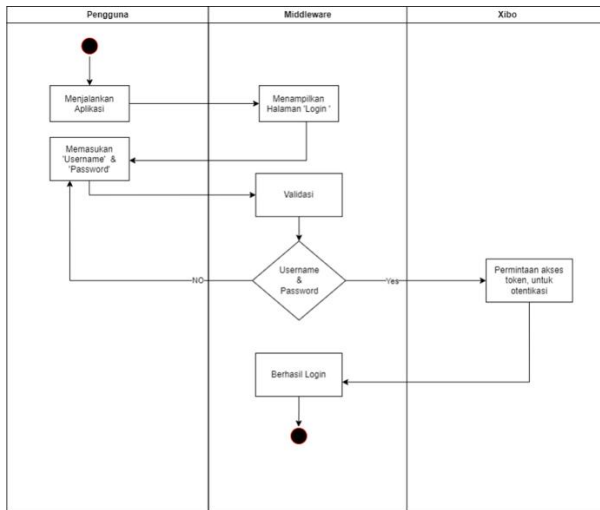 Pengguna
Middleware
Xibo
Menjalankan
Aplikasi
Menampilkan
Halaman 'Login '
Memasukan
'Username' &
'Password'
Validasi
Username
&
Password
NO
Yes
Permintaan akses
token, untuk
otentikasi
Berhasil Login